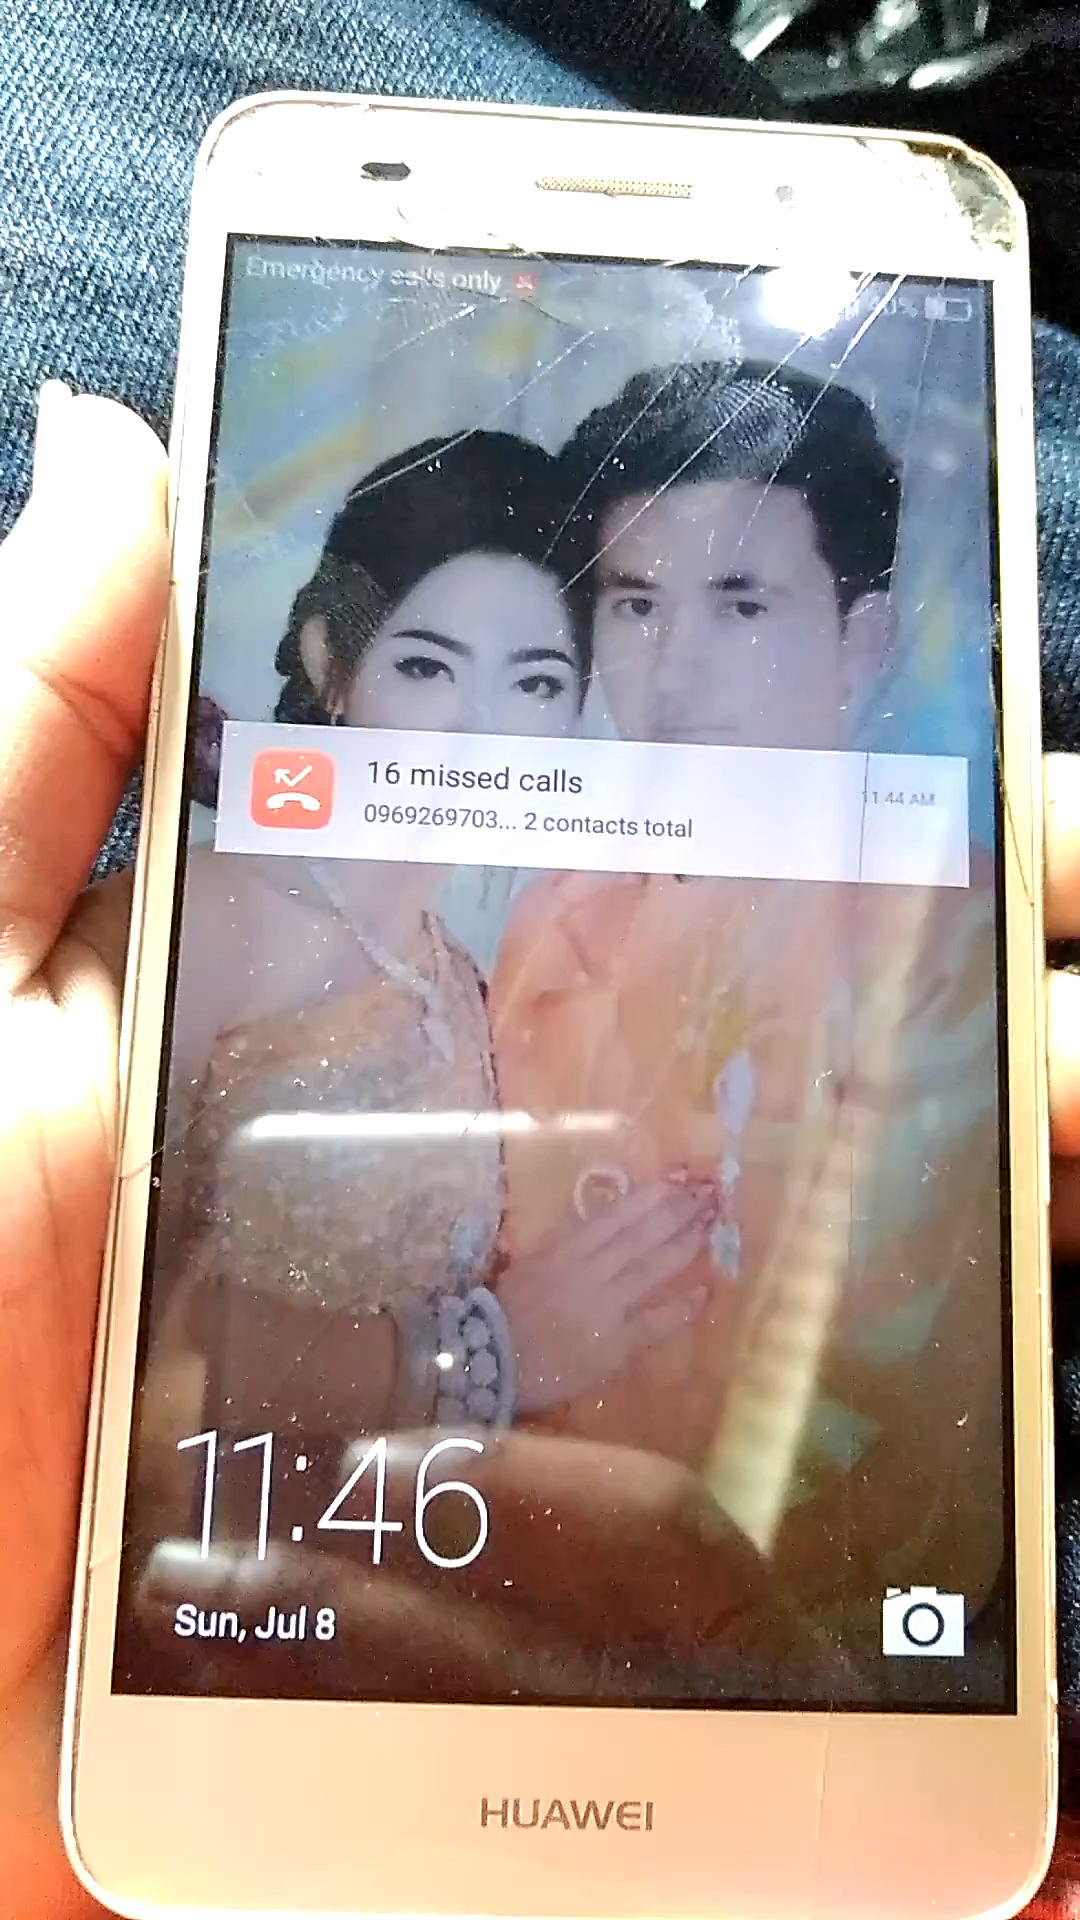 Emergency calls only
16 missed calls
11:44 AM
0969269703... 2 contacts total
11:46
Sun, Jul 8
HUAWEI